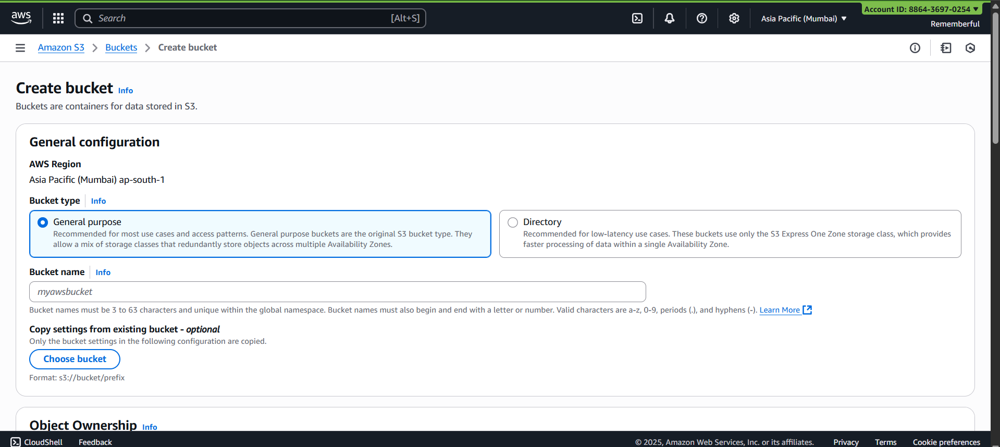 aws
Search [Alt+S]
Asia Pacific (Mumbai)
Account ID: 8864-3697-0254
Rememberful
Amazon S3 > Buckets > Create bucket
Create bucket Info
Buckets are containers for data stored in S3.
General configuration
AWS Region
Asia Pacific (Mumbai) ap-south-1
Bucket type Info
General purpose
Recommended for most use cases and access patterns. General purpose buckets are the original S3 bucket type. They
allow a mix of storage classes that redundantly store objects across multiple Availability Zones.
Directory
Recommended for low-latency use cases. These buckets use only the S3 Express One Zone storage class, which provides
faster processing of data within a single Availability Zone.
Bucket name Info
myawsbucket
Bucket names must be 3 to 63 characters and unique within the global namespace. Bucket names must also begin and end with a letter or number. Valid characters are a-z, 0-9, periods (.), and hyphens (-). Learn More
Copy settings from existing bucket - optional
Only the bucket settings in the following configuration are copied.
Choose bucket
Format: s3://bucket/prefix
Object Ownership Info
CloudShell Feedback © 2025, Amazon Web Services, Inc. or its affiliates. Privacy Terms Cookie preferences